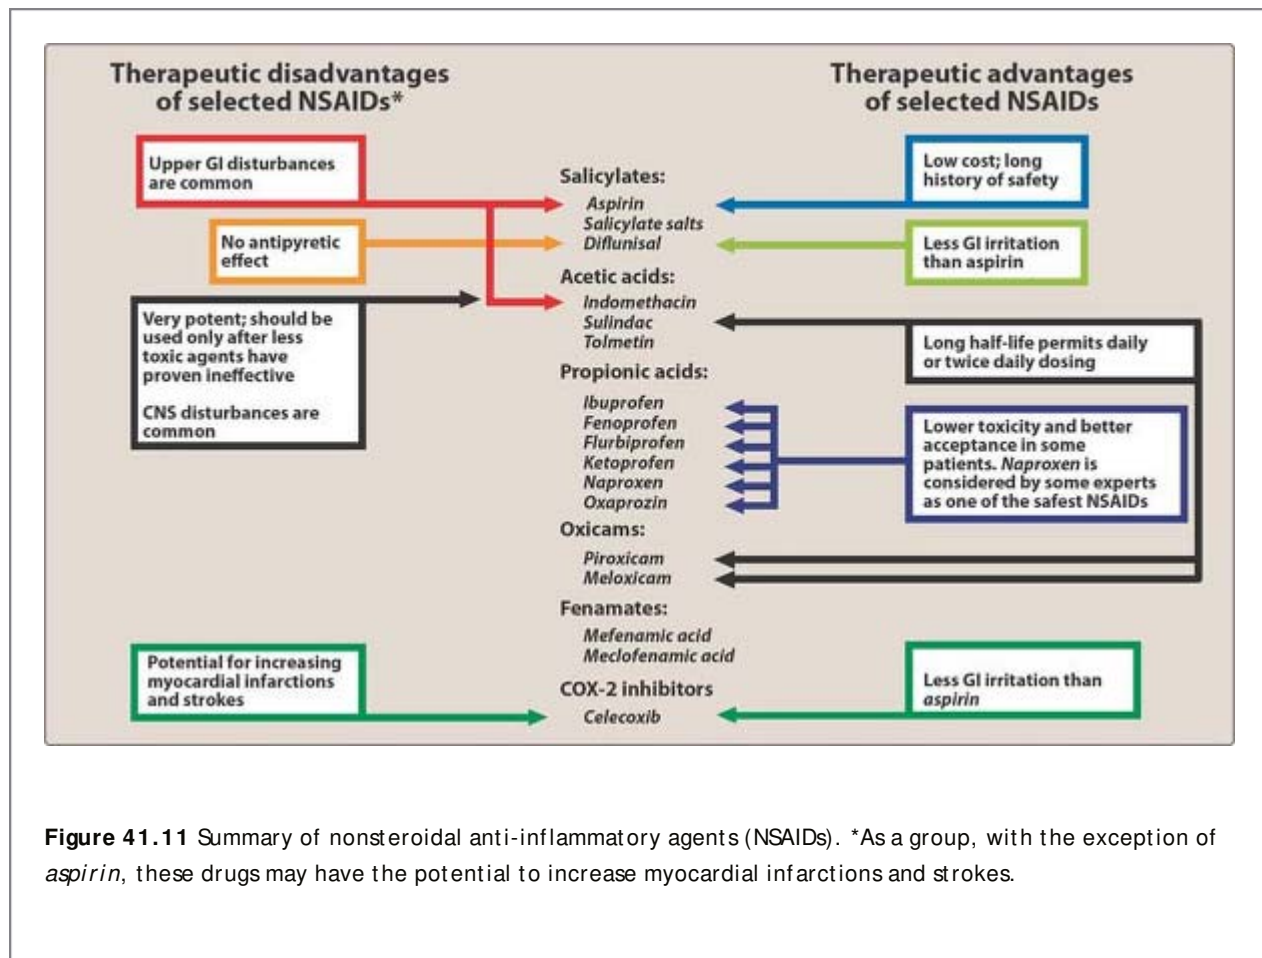 Therapeutic disadvantages
of selected NSAIDs*
Therapeutic advantages
of selected NSAIDs
Upper GI disturbances
are common
No antipyretic
effect
Very potent; should be
used only after less
toxic agents have
proven ineffective
CNS disturbances are
common
Potential for increasing
myocardial infarctions
and strokes
Salicylates:
Aspirin
Salicylate salts
Diflunisal
Acetic acids:
Indomethacin
Sulindac
Tolmetin
Propionic acids:
Ibuprofen
Fenoprofen
Flurbiprofen
Ketoprofen
Naproxen
Oxaprozin
Oxicams:
Piroxicam
Meloxicam
Fenamates:
Mefenamic acid
Meclofenamic acid
COX-2 inhibitors
Celecoxib
Low cost; long
history of safety
Less GI irritation
than aspirin
Long half-life permits daily
or twice daily dosing
Lower toxicity and better
acceptance in some
patients. Naproxen is
considered by some experts
as one of the safest NSAIDs
Less GI irritation than
aspirin
Figure 41.11 Summary of nonsteroidal anti-inflammatory agents (NSAIDs). *As a group, with the exception of
aspirin, these drugs may have the potential to increase myocardial infarctions and strokes.